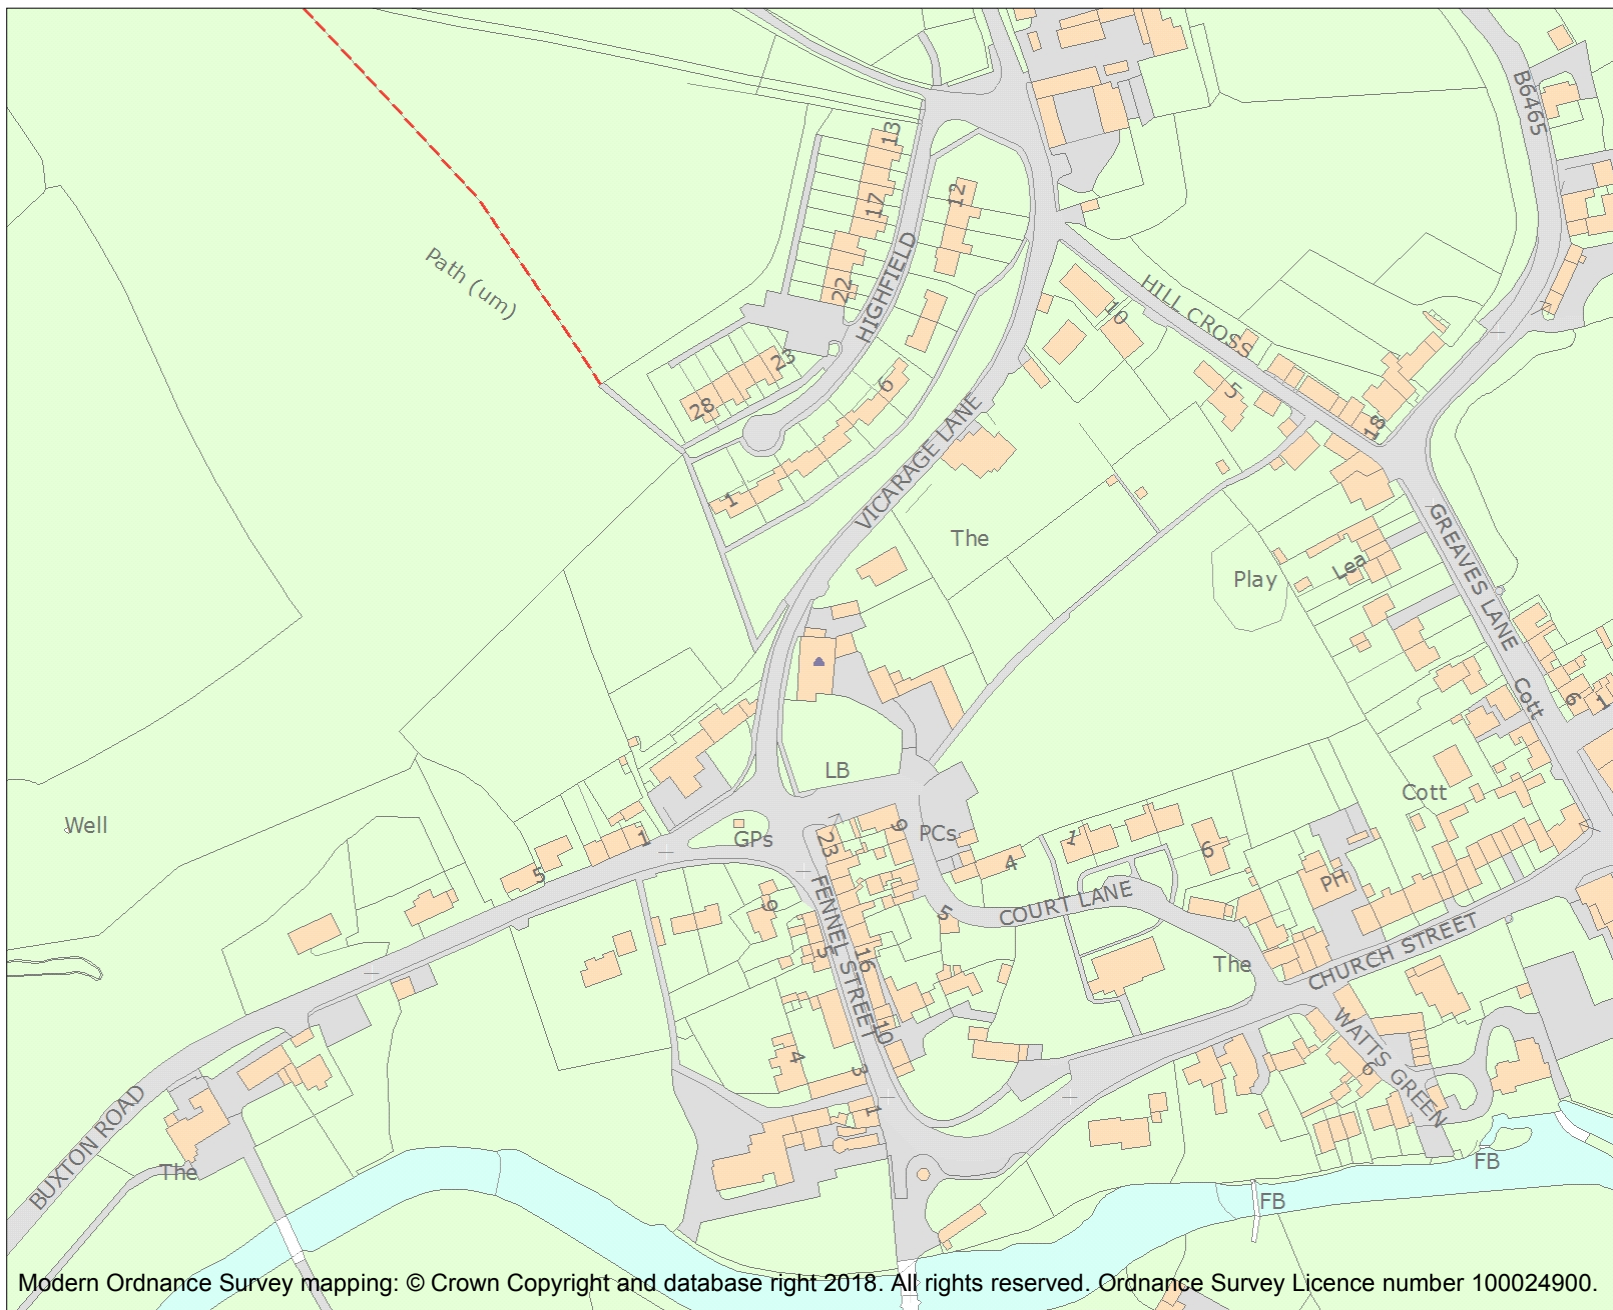 B6465
13
12
17
Path (um)
HIGHFIELD
22
HILL CROSS
10
23
6
5
28
18
VICARAGE LANE
1
GREAVES LANE
The
Lea
Play
Cott
6
1
LB
Cott
Well
GPs
23
9
PCs
1
1
4
6
5
PH
FENNEL STREET
COURT LANE
9
5
5
16
The
CHURCH STREET
10
WATTS GREEN
4
3
6
1
BUXTON ROAD
The
FB
FB
Modern Ordnance Survey mapping: © Crown Copyright and database right 2018. All rights reserved. Ordnance Survey Licence number 100024900.